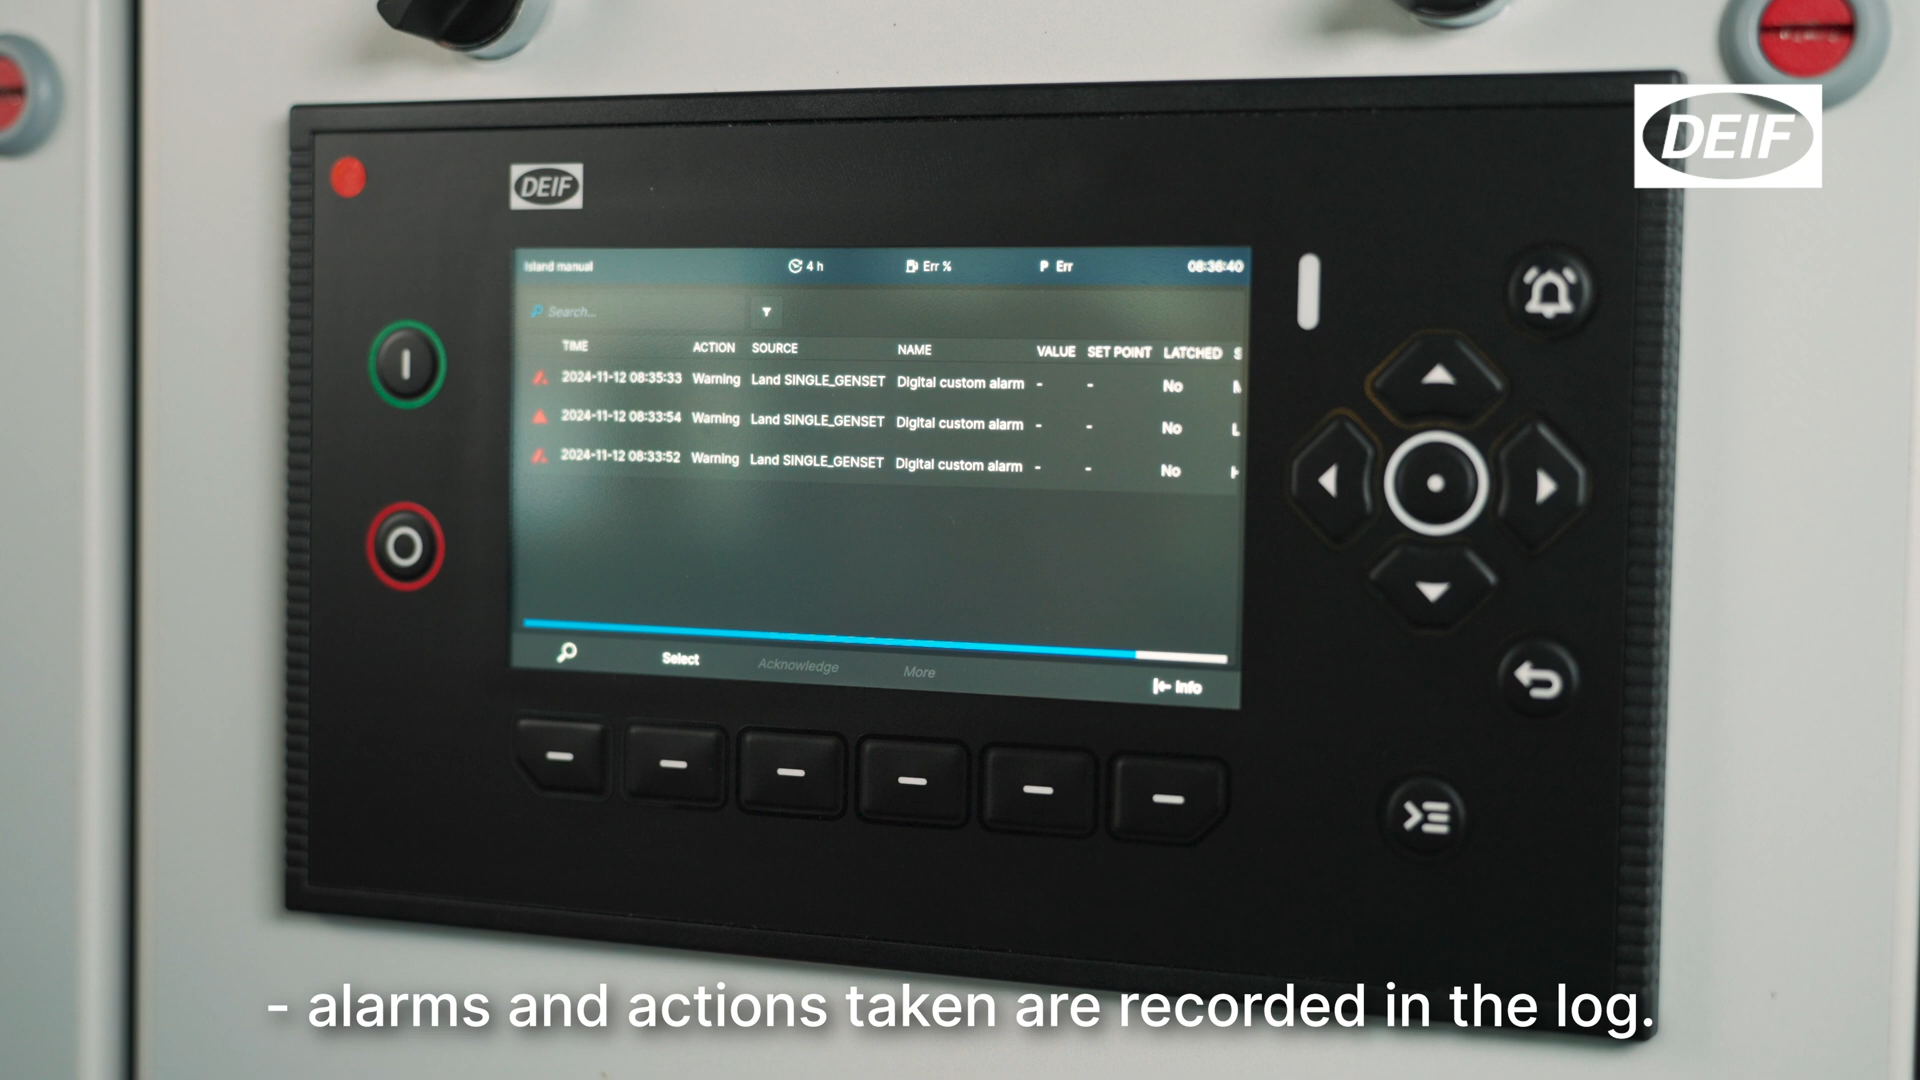 DEIF
DEIF
Island manual 4 h Err % P Err 08:36:40
Search...
TIME ACTION SOURCE NAME VALUE SET POINT LATCHED S
2024-11-12 08:35:33 Warning Land SINGLE_GENSET Digital custom alarm - - No
2024-11-12 08:33:54 Warning Land SINGLE_GENSET Digital custom alarm - - No L
2024-11-12 08:33:52 Warning Land SINGLE_GENSET Digital custom alarm - - No
Select Acknowledge More Info
- alarms and actions taken are recorded in the log.